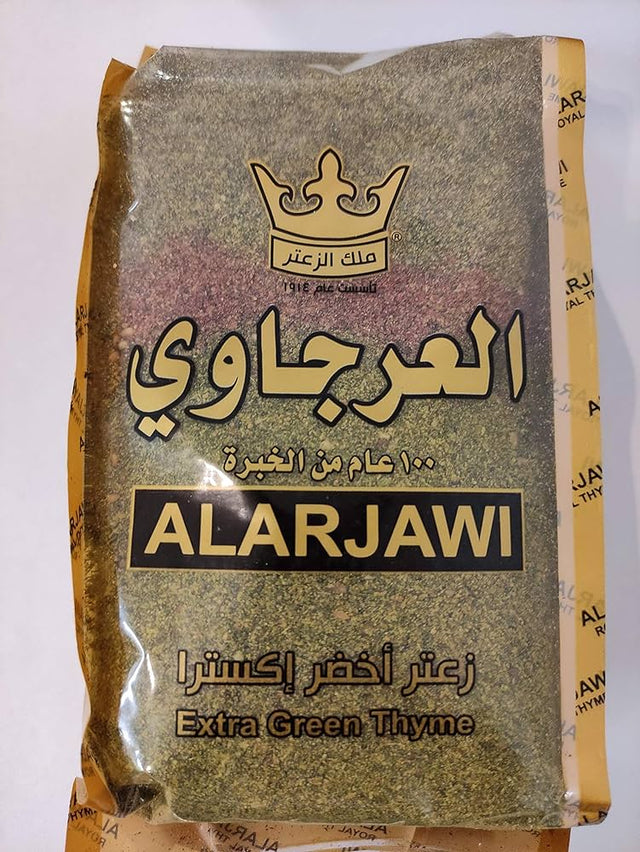 ملك الزعتر
®
تأسست عام ١٩١٤
العرجاوي
١٠٠ عام من الخبرة
ALARJAWI
زعتر أخضر إكسترا
Extra Green Thyme